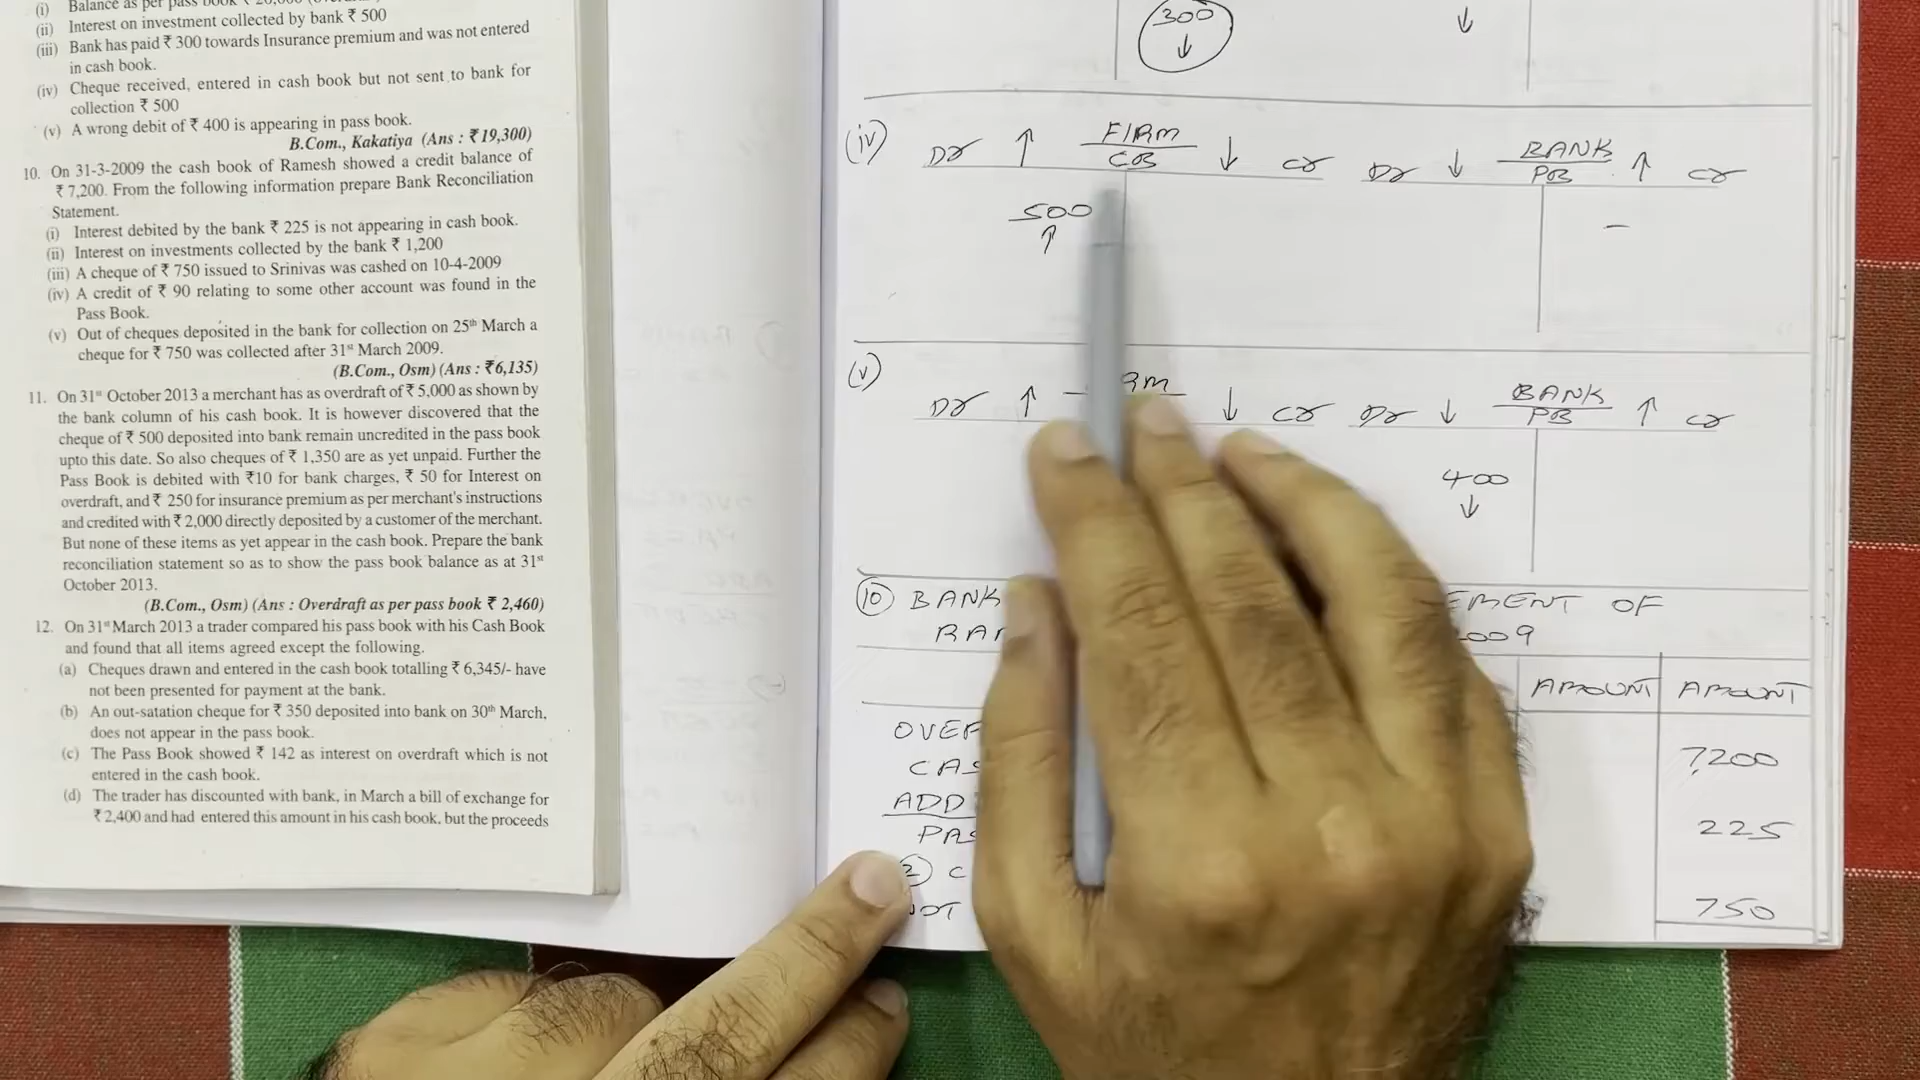 (i) Balance as per pass book ₹ 20,000
(ii) Interest on investment collected by bank ₹ 500
(iii) Bank has paid ₹ 300 towards Insurance premium and was not entered
in cash book.
(iv) Cheque received, entered in cash book but not sent to bank for
collection ₹ 500
(v) A wrong debit of ₹ 400 is appearing in pass book.
B.Com., Kakatiya (Ans : ₹ 19,300)
10. On 31-3-2009 the cash book of Ramesh showed a credit balance of
₹ 7,200. From the following information prepare Bank Reconciliation
Statement.
(i) Interest debited by the bank ₹ 225 is not appearing in cash book.
(ii) Interest on investments collected by the bank ₹ 1,200
(iii) A cheque of ₹ 750 issued to Srinivas was cashed on 10-4-2009
(iv) A credit of ₹ 90 relating to some other account was found in the
Pass Book.
(v) Out of cheques deposited in the bank for collection on 25th March a
cheque for ₹ 750 was collected after 31st March 2009.
(B.Com., Osm) (Ans : ₹ 6,135)
11. On 31st October 2013 a merchant has as overdraft of ₹ 5,000 as shown by
the bank column of his cash book. It is however discovered that the
cheque of ₹ 500 deposited into bank remain uncredited in the pass book
upto this date. So also cheques of ₹ 1,350 are as yet unpaid. Further the
Pass Book is debited with ₹10 for bank charges, ₹ 50 for Interest on
overdraft, and ₹ 250 for insurance premium as per merchant's instructions
and credited with ₹ 2,000 directly deposited by a customer of the merchant.
But none of these items as yet appear in the cash book. Prepare the bank
reconciliation statement so as to show the pass book balance as at 31st
October 2013.
(B.Com., Osm) (Ans : Overdraft as per pass book ₹ 2,460)
12. On 31st March 2013 a trader compared his pass book with his Cash Book
and found that all items agreed except the following.
(a) Cheques drawn and entered in the cash book totalling ₹ 6,345/- have
not been presented for payment at the bank.
(b) An out-satation cheque for ₹ 350 deposited into bank on 30th March,
does not appear in the pass book.
(c) The Pass Book showed ₹ 142 as interest on overdraft which is not
entered in the cash book.
(d) The trader has discounted with bank, in March a bill of exchange for
₹ 2,400 and had entered this amount in his cash book, but the proceeds
300 ↓ ↓
(iv) Dr ↑ FIRM ↓ Cr Dr ↓ BANK ↑ Cr
CB PB
500 —
↑
(v) Dr ↑ RM ↓ Cr Dr ↓ BANK ↑ Cr
PB
400
↓
(10) BANK EMENT OF
RAM 2009
AMOUNT AMOUNT
OVER 7,200
CAS
ADD
PAS 225
(2) C
NOT 750